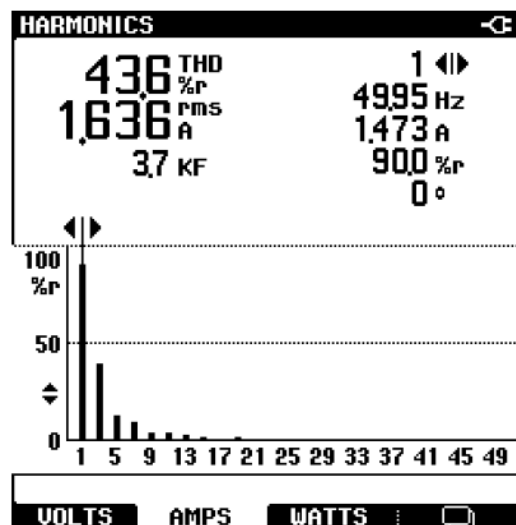 HARMONICS
43.6 THD %r
1.636 rms A
3.7 KF
1
49.95 Hz
1.473 A
90.0 %r
0 °
100
%r
50
0
1 5 9 13 17 21 25 29 33 37 41 45 49
VOLTS AMPS WATTS